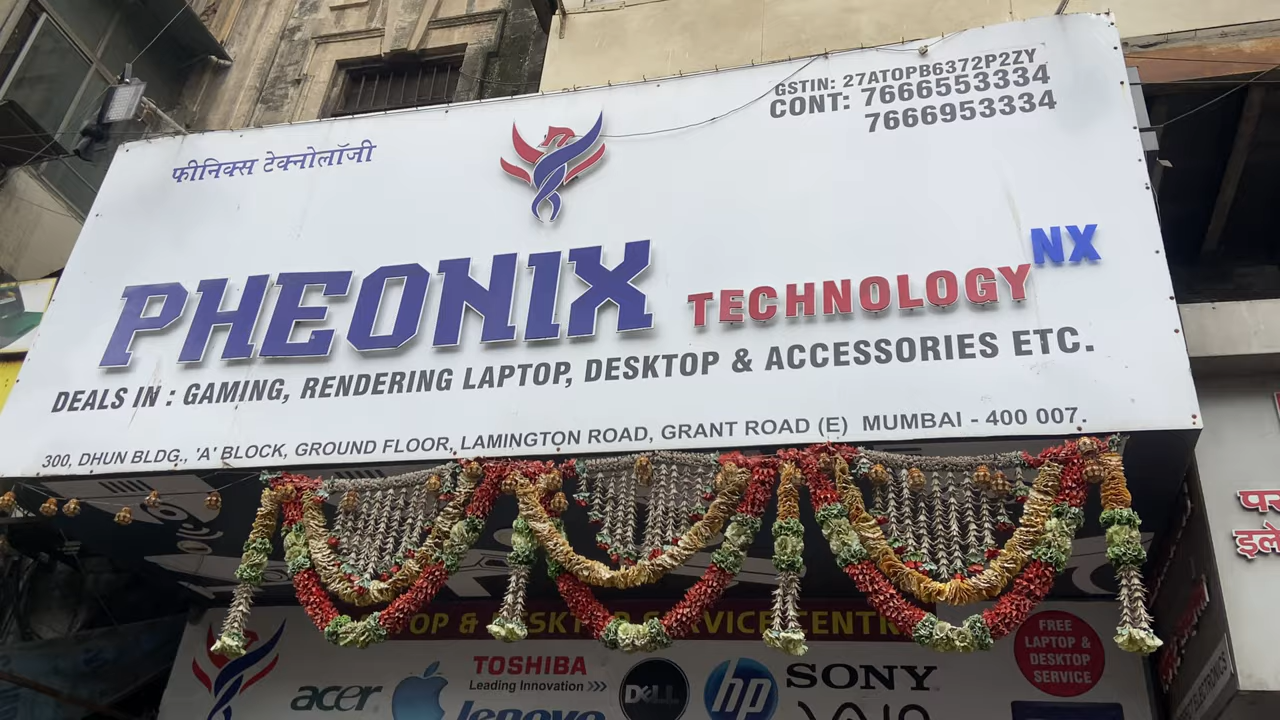 GSTIN: 27ATOPB6372P2ZY
CONT: 7666553334
7666953334
फीनिक्स टेक्नोलॉजी
PHEONIX TECHNOLOGY NX
DEALS IN : GAMING, RENDERING LAPTOP, DESKTOP & ACCESSORIES ETC.
300, DHUN BLDG., 'A' BLOCK, GROUND FLOOR, LAMINGTON ROAD, GRANT ROAD (E) MUMBAI - 400 007.
& SERVICE
FREE
LAPTOP &
DESKTOP
SERVICE
acer
TOSHIBA
Leading Innovation >>>
lenovo
DELL
hp
SONY